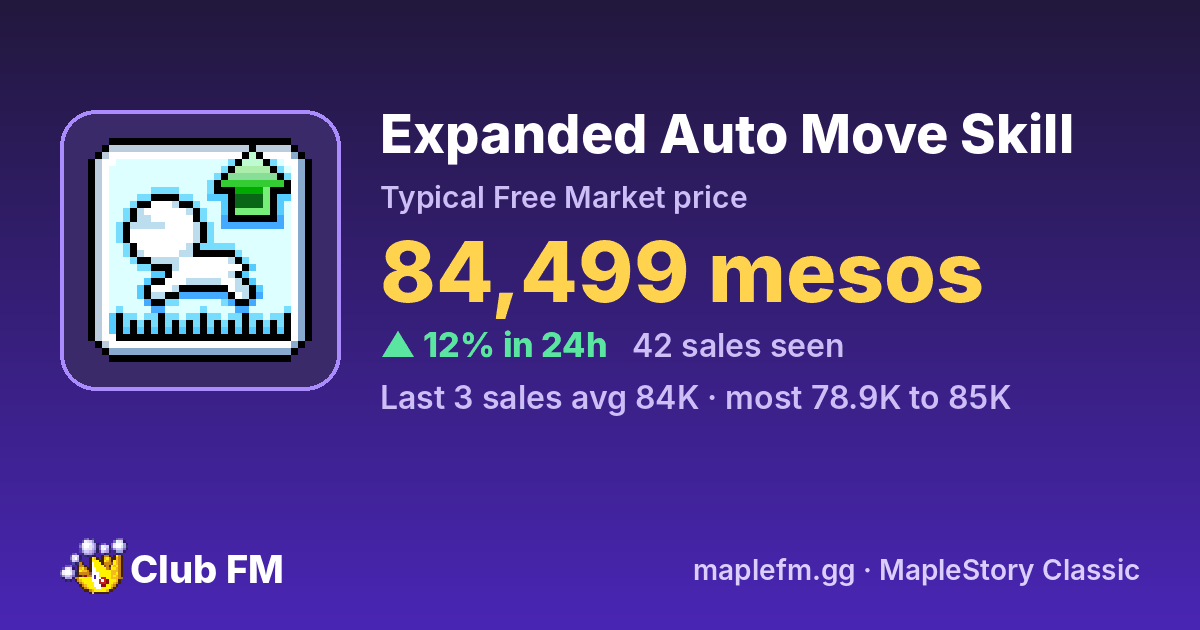 Expanded Auto Move Skill
Typical Free Market price
84,499 mesos
▲ 12% in 24h 42 sales seen
Last 3 sales avg 84K · most 78.9K to 85K
Club FM
maplefm.gg · MapleStory Classic